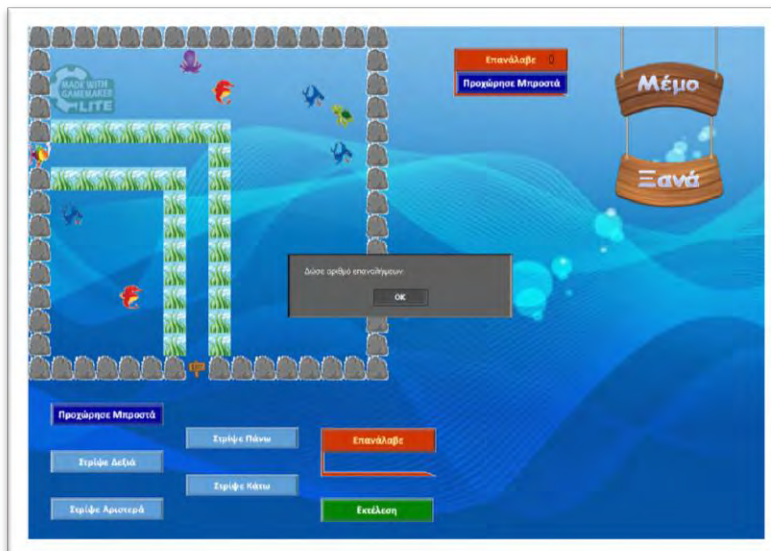 Επανάλαβε 0
Προχώρησε Μπροστά
MADE WITH
GAMEMAKER
LITE
Μέμο
Ξανά
Δώσε αριθμό επαναλήψεων:
OK
Προχώρησε Μπροστά
Στρίψε Πάνω
Επανάλαβε
Στρίψε Δεξιά
Στρίψε Κάτω
Στρίψε Αριστερά
Εκτέλεση